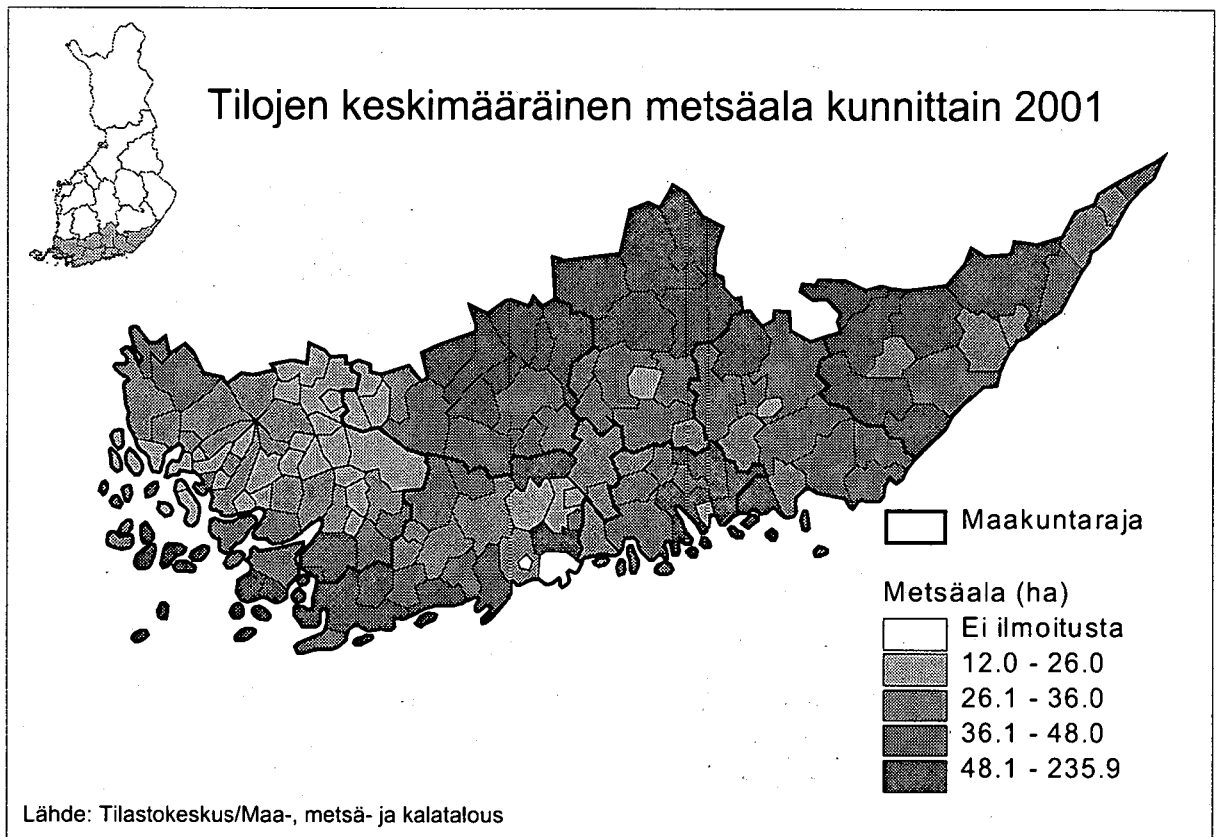 Tilojen keskimääräinen metsäala kunnittain 2001
Maakuntaraja
Metsäala (ha)
Ei ilmoitusta
12.0 - 26.0
26.1 - 36.0
36.1 - 48.0
48.1 - 235.9
Lähde: Tilastokeskus/Maa-, metsä- ja kalatalous